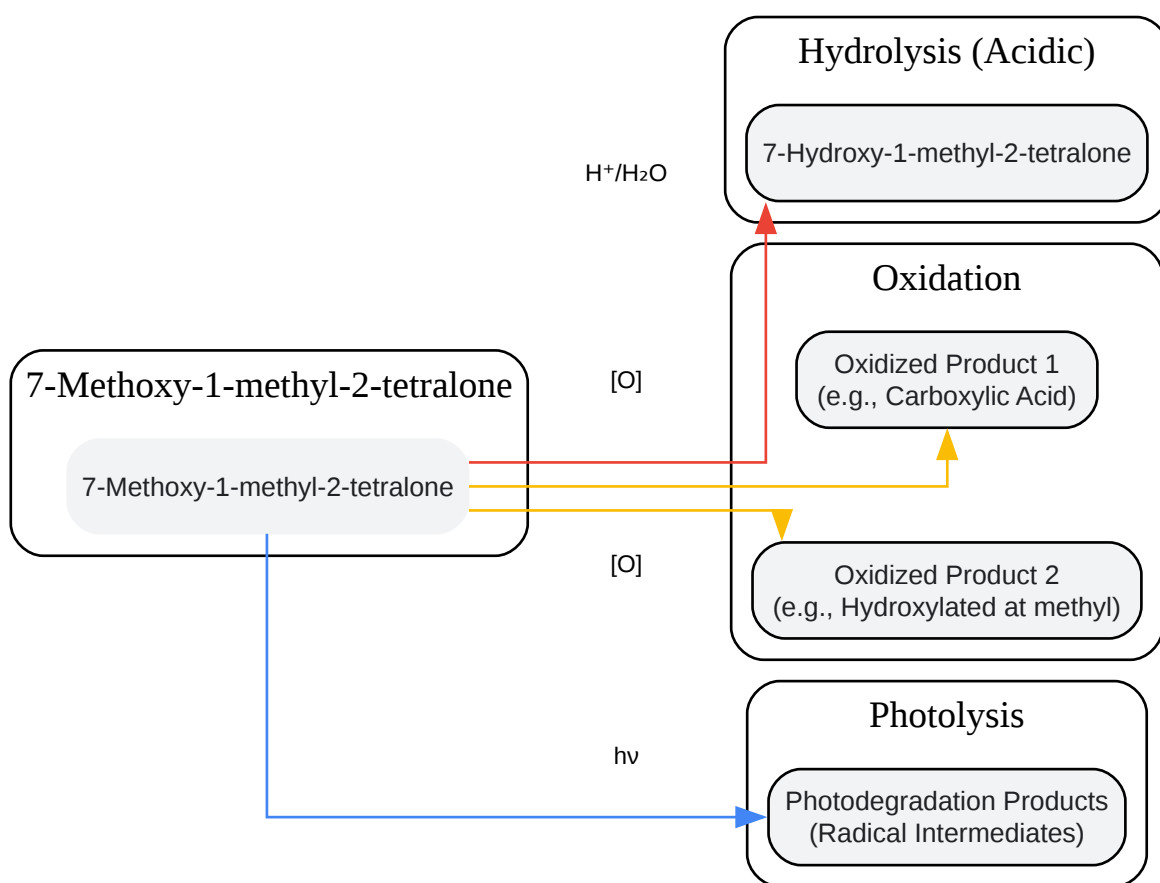 Hydrolysis (Acidic)
7-Hydroxy-1-methyl-2-tetralone
H⁺/H₂O
Oxidation
Oxidized Product 1
(e.g., Carboxylic Acid)
[O]
7-Methoxy-1-methyl-2-tetralone
7-Methoxy-1-methyl-2-tetralone
[O]
Oxidized Product 2
(e.g., Hydroxylated at methyl)
Photolysis
hν
Photodegradation Products
(Radical Intermediates)